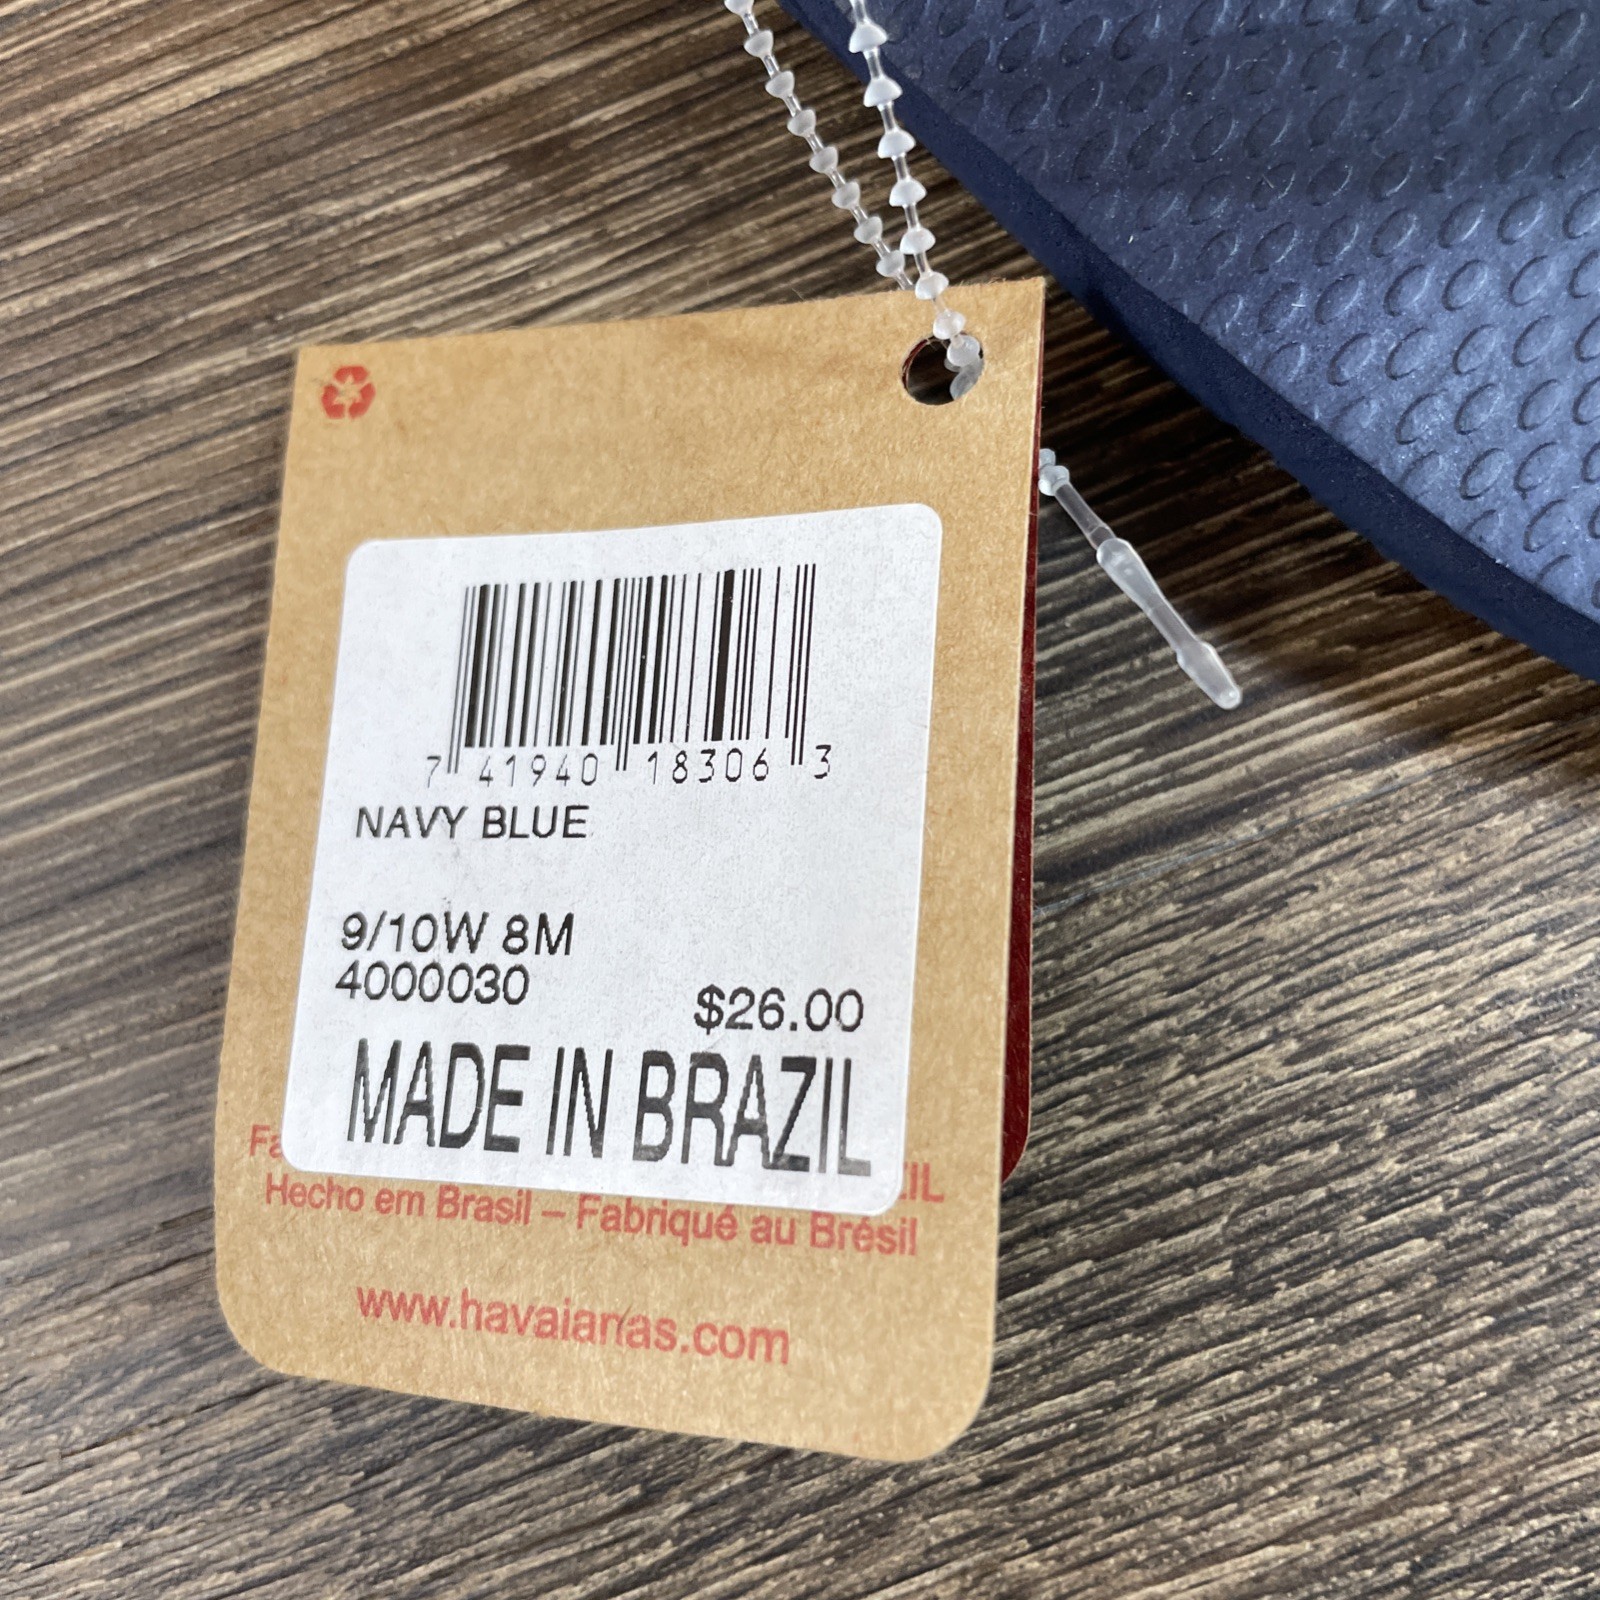 7 41940 18306 3
NAVY BLUE
9/10W 8M
4000030
$26.00
MADE IN BRAZIL
Hecho em Brasil – Fabriqué au Brésil
www.havaianas.com